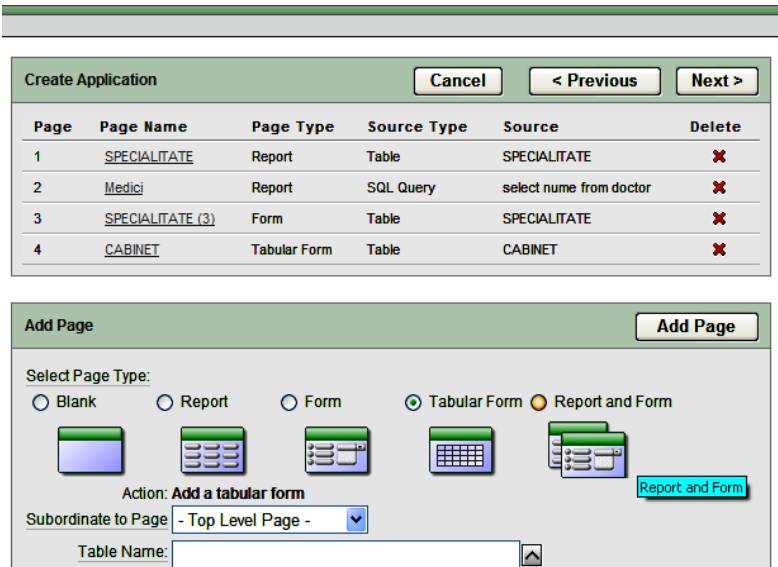 Create Application Cancel < Previous Next >
Page Page Name Page Type Source Type Source Delete
1 SPECIALITATE Report Table SPECIALITATE
2 Medici Report SQL Query select nume from doctor
3 SPECIALITATE (3) Form Table SPECIALITATE
4 CABINET Tabular Form Table CABINET
Add Page Add Page
Select Page Type:
Blank Report Form Tabular Form Report and Form
Report and Form
Action: Add a tabular form
Subordinate to Page - Top Level Page -
Table Name: